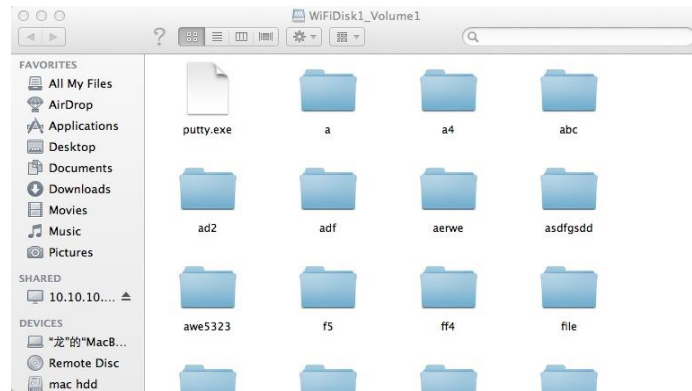 WiFiDisk1_Volume1
?
FAVORITES
All My Files
AirDrop
Applications
Desktop
Documents
Downloads
Movies
Music
Pictures
SHARED
10.10.10....
DEVICES
“龙”的“MacB...
Remote Disc
mac hdd
putty.exe a a4 abc
ad2 adf aerwe asdfgsdd
awe5323 f5 ff4 file